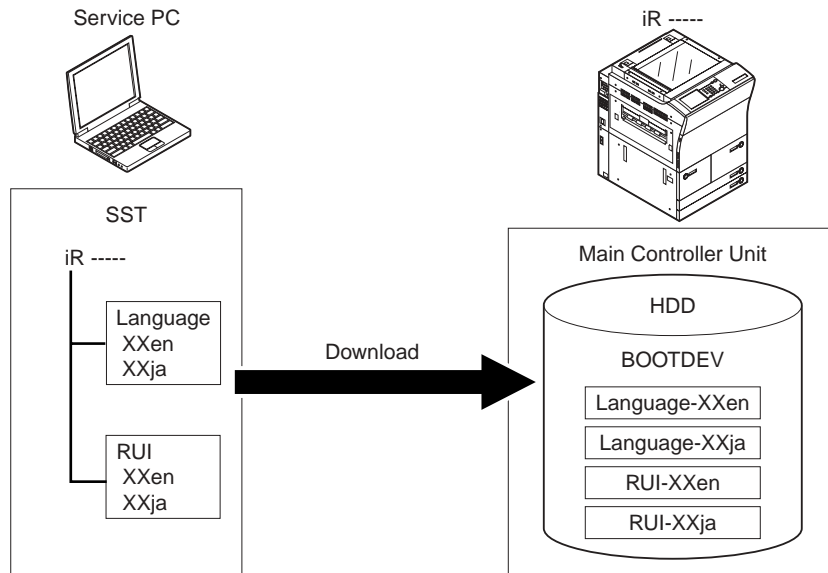 Service PC
iR -----
SST
iR -----
Language
XXen
XXja
RUI
XXen
XXja
Download
Main Controller Unit
HDD
BOOTDEV
Language-XXen
Language-XXja
RUI-XXen
RUI-XXja